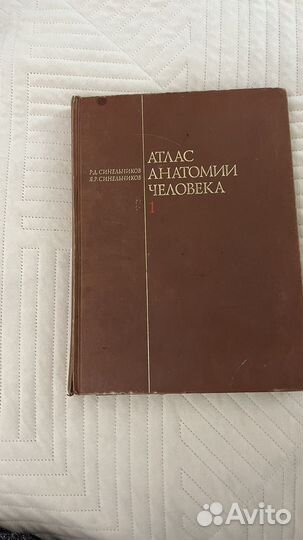 Р.Д. СИНЕЛЬНИКОВ
Я.Р. СИНЕЛЬНИКОВ
АТЛАС
АНАТОМИИ
ЧЕЛОВЕКА
1
Avito